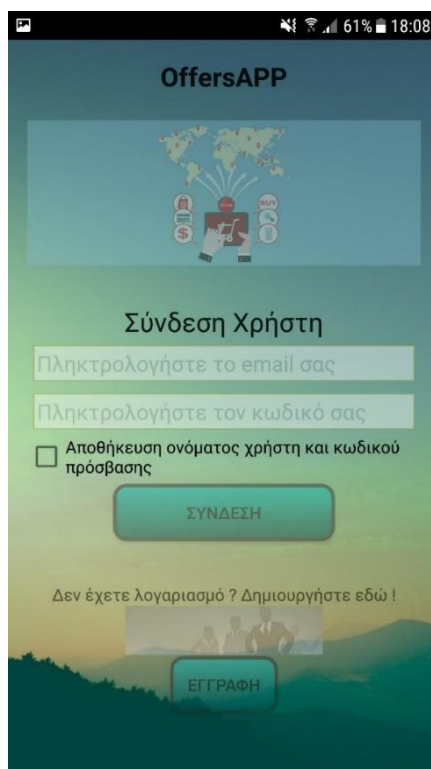 61% 18:08
OffersAPP
BUY
$
Σύνδεση Χρήστη
Πληκτρολογήστε το email σας
Πληκτρολογήστε τον κωδικό σας
Αποθήκευση ονόματος χρήστη και κωδικού
πρόσβασης
ΣΥΝΔΕΣΗ
Δεν έχετε λογαριασμό ? Δημιουργήστε εδώ !
ΕΓΓΡΑΦΗ